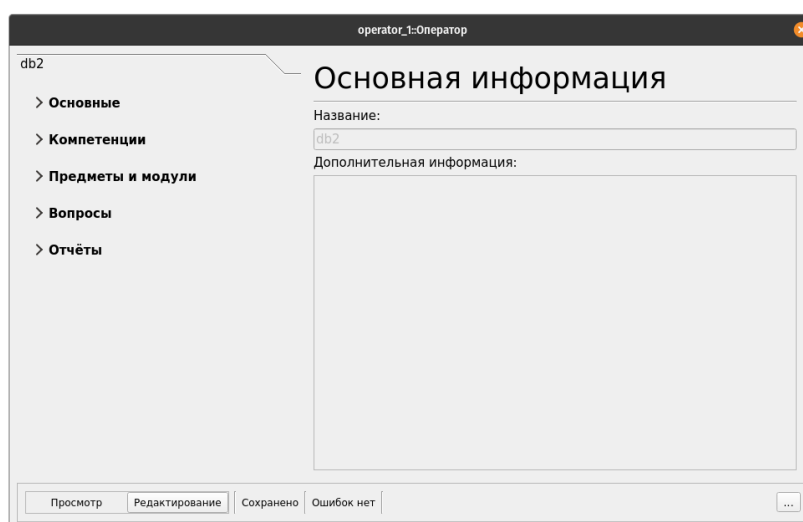 operator_1::Оператор
db2
Основные
Компетенции
Предметы и модули
Вопросы
Отчёты
Основная информация
Название:
db2
Дополнительная информация:
Просмотр Редактирование Сохранено Ошибок нет ...